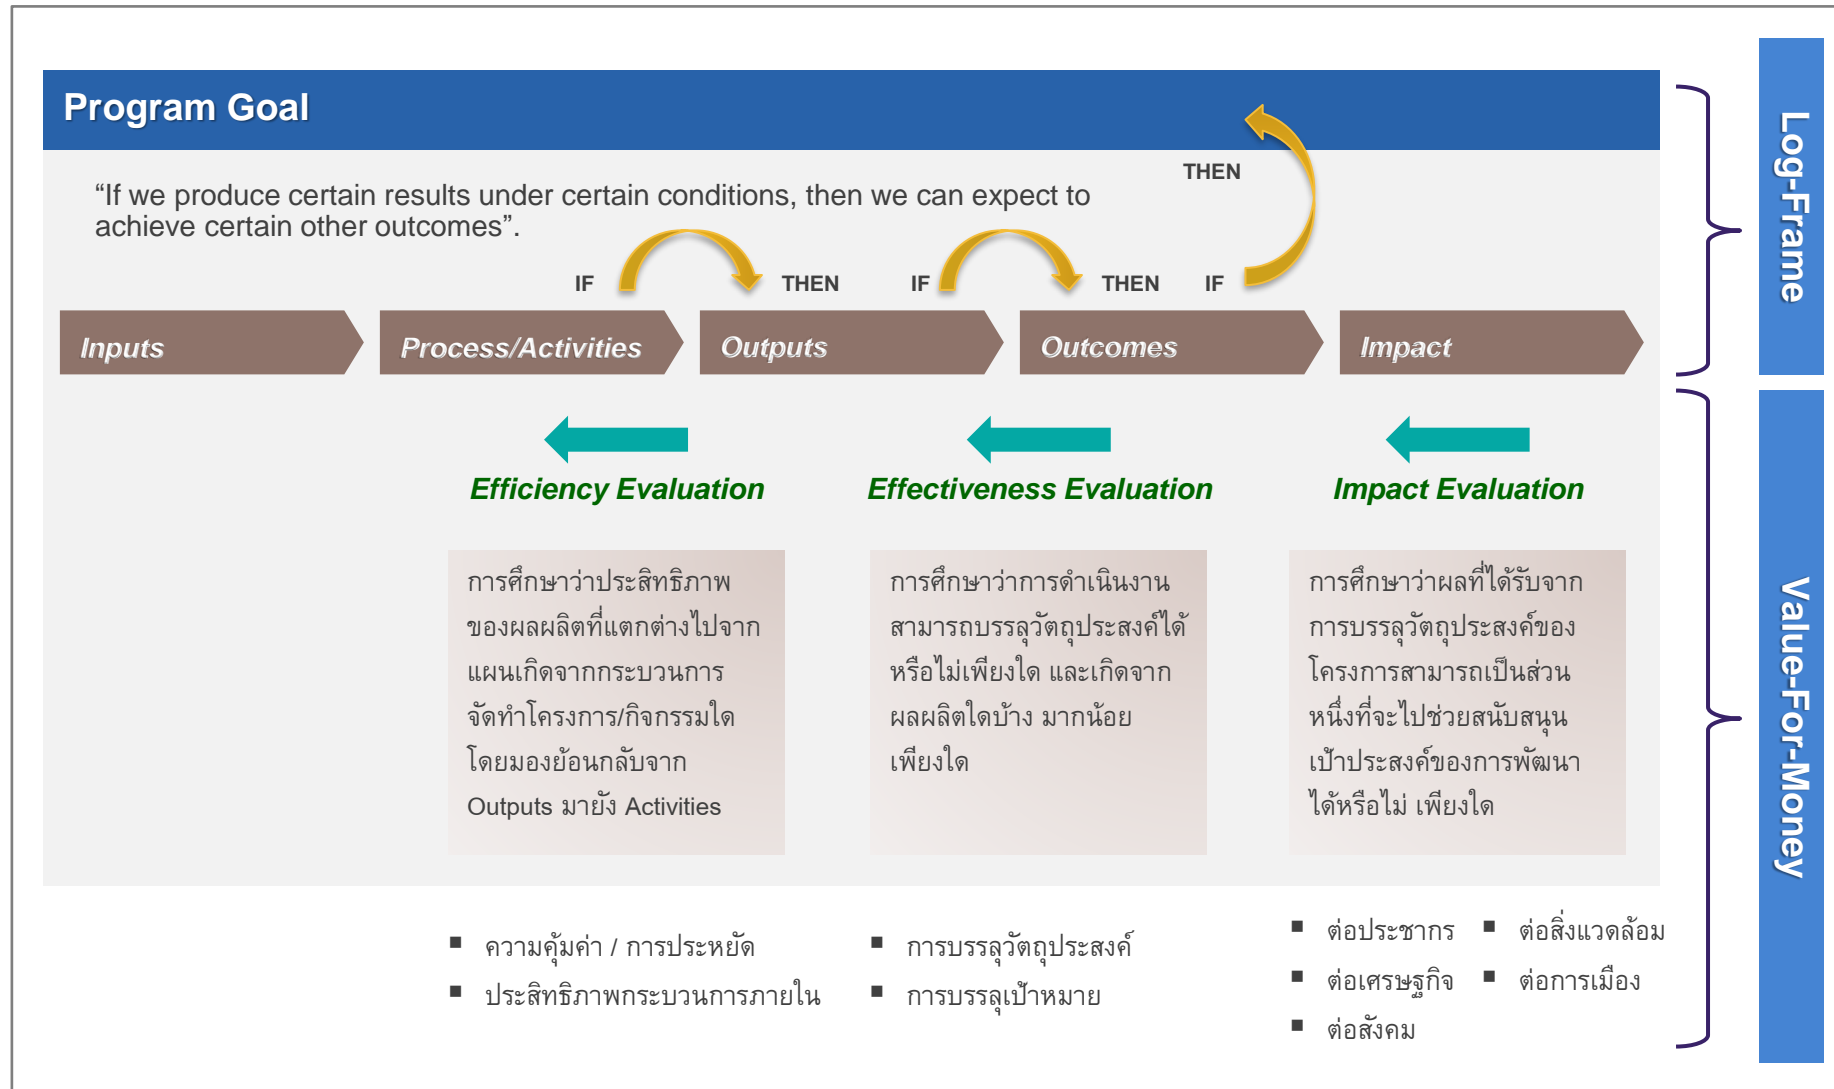 Program Goal
“If we produce certain results under certain conditions, then we can expect to
achieve certain other outcomes”.
THEN
IF
THEN
IF
THEN
IF
Inputs
Process/Activities
Outputs
Outcomes
Impact
Efficiency Evaluation
Effectiveness Evaluation
Impact Evaluation
การศึกษาว่าประสิทธิภาพ
ของผลผลิตที่แตกต่างไปจาก
แผนเกิดจากกระบวนการ
จัดทำโครงการ/กิจกรรมใด
โดยมองย้อนกลับจาก
Outputs มายัง Activities
การศึกษาว่าการดำเนินงาน
สามารถบรรลุวัตถุประสงค์ได้
หรือไม่เพียงใด และเกิดจาก
ผลผลิตใดบ้าง มากน้อย
เพียงใด
การศึกษาว่าผลที่ได้รับจาก
การบรรลุวัตถุประสงค์ของ
โครงการสามารถเป็นส่วน
หนึ่งที่จะไปช่วยสนับสนุน
เป้าประสงค์ของการพัฒนา
ได้หรือไม่ เพียงใด
▪ ความคุ้มค่า / การประหยัด
▪ ประสิทธิภาพกระบวนการภายใน
▪ การบรรลุวัตถุประสงค์
▪ การบรรลุเป้าหมาย
▪ ต่อประชากร
▪ ต่อเศรษฐกิจ
▪ ต่อสังคม
▪ ต่อสิ่งแวดล้อม
▪ ต่อการเมือง
Log-Frame
Value-For-Money